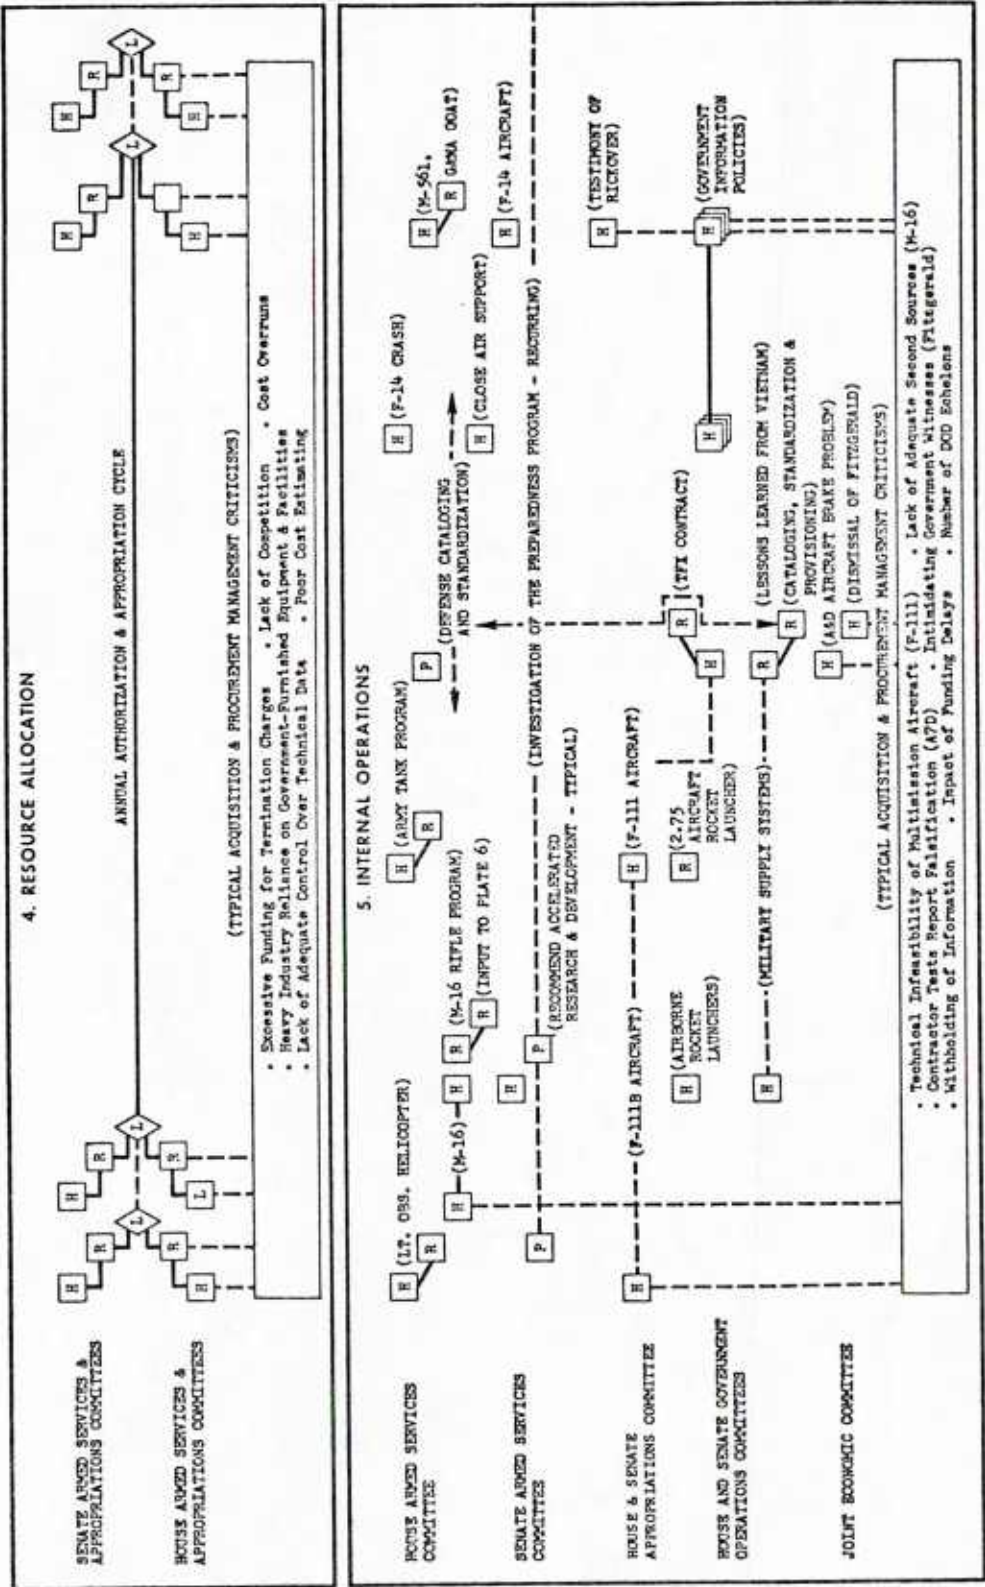 4. RESOURCE ALLOCATION
SENATE ARMED SERVICES &
APPROPRIATIONS COMMITTEES
HOUSE ARMED SERVICES &
APPROPRIATIONS COMMITTEES
H
R
L
H
R
H
R
L
R
H
R
L
ANNUAL AUTHORIZATION & APPROPRIATION CYCLE
H
R
L
H
H
R
L
R
H
(TYPICAL ACQUISITION & PROCUREMENT MANAGEMENT CRITICISMS)
• Excessive Funding for Termination Charges • Lack of Competition • Cost Overruns
• Heavy Industry Reliance on Government-Furnished Equipment & Facilities
• Lack of Adequate Control Over Technical Data • Poor Cost Estimating
5. INTERNAL OPERATIONS
HOUSE ARMED SERVICES
COMMITTEE
H (LT. OBS. HELICOPTER)
R
H
(M-16)
H
R (M-16 RIFLE PROGRAM)
R (INPUT TO PLATE 6)
H (ARMY TANK PROGRAM)
R
P (DEFENSE CATALOGING
AND STANDARDIZATION)
H (F-14 CRASH)
H (CLOSE AIR SUPPORT)
H (M-561,
R GAMA GOAT)
H (F-14 AIRCRAFT)
SENATE ARMED SERVICES
COMMITTEE
P
H
P
(RECOMMEND ACCELERATED
RESEARCH & DEVELOPMENT - TYPICAL)
(INVESTIGATION OF THE PREPAREDNESS PROGRAM - RECURRING)
HOUSE & SENATE
APPROPRIATIONS COMMITTEE
H
(F-111B AIRCRAFT)
H (F-111 AIRCRAFT)
H (TESTIMONY OF
RICKOVER)
HOUSE AND SENATE GOVERNMENT
OPERATIONS COMMITTEES
H (AIRBORNE
ROCKET
LAUNCHERS)
R (2.75
AIRCRAFT
ROCKET
LAUNCHER)
H
R
(TFX CONTRACT)
H
H (GOVERNMENT
INFORMATION
POLICIES)
H
(MILITARY SUPPLY SYSTEMS)
R (LESSONS LEARNED FROM VIETNAM)
R (CATALOGING, STANDARDIZATION &
PROVISIONING)
JOINT ECONOMIC COMMITTEE
H (A&D AIRCRAFT BRAKE PROBLEM)
H (DISMISSAL OF FITZGERALD)
(TYPICAL ACQUISITION & PROCUREMENT MANAGEMENT CRITICISMS)
• Technical Infeasibility of Multimission Aircraft (F-111) • Lack of Adequate Second Sources (M-16)
• Contractor Tests Report Falsification (A7D) • Intimidating Government Witnesses (Fitzgerald)
• Withholding of Information • Impact of Funding Delays • Number of DOD Echelons